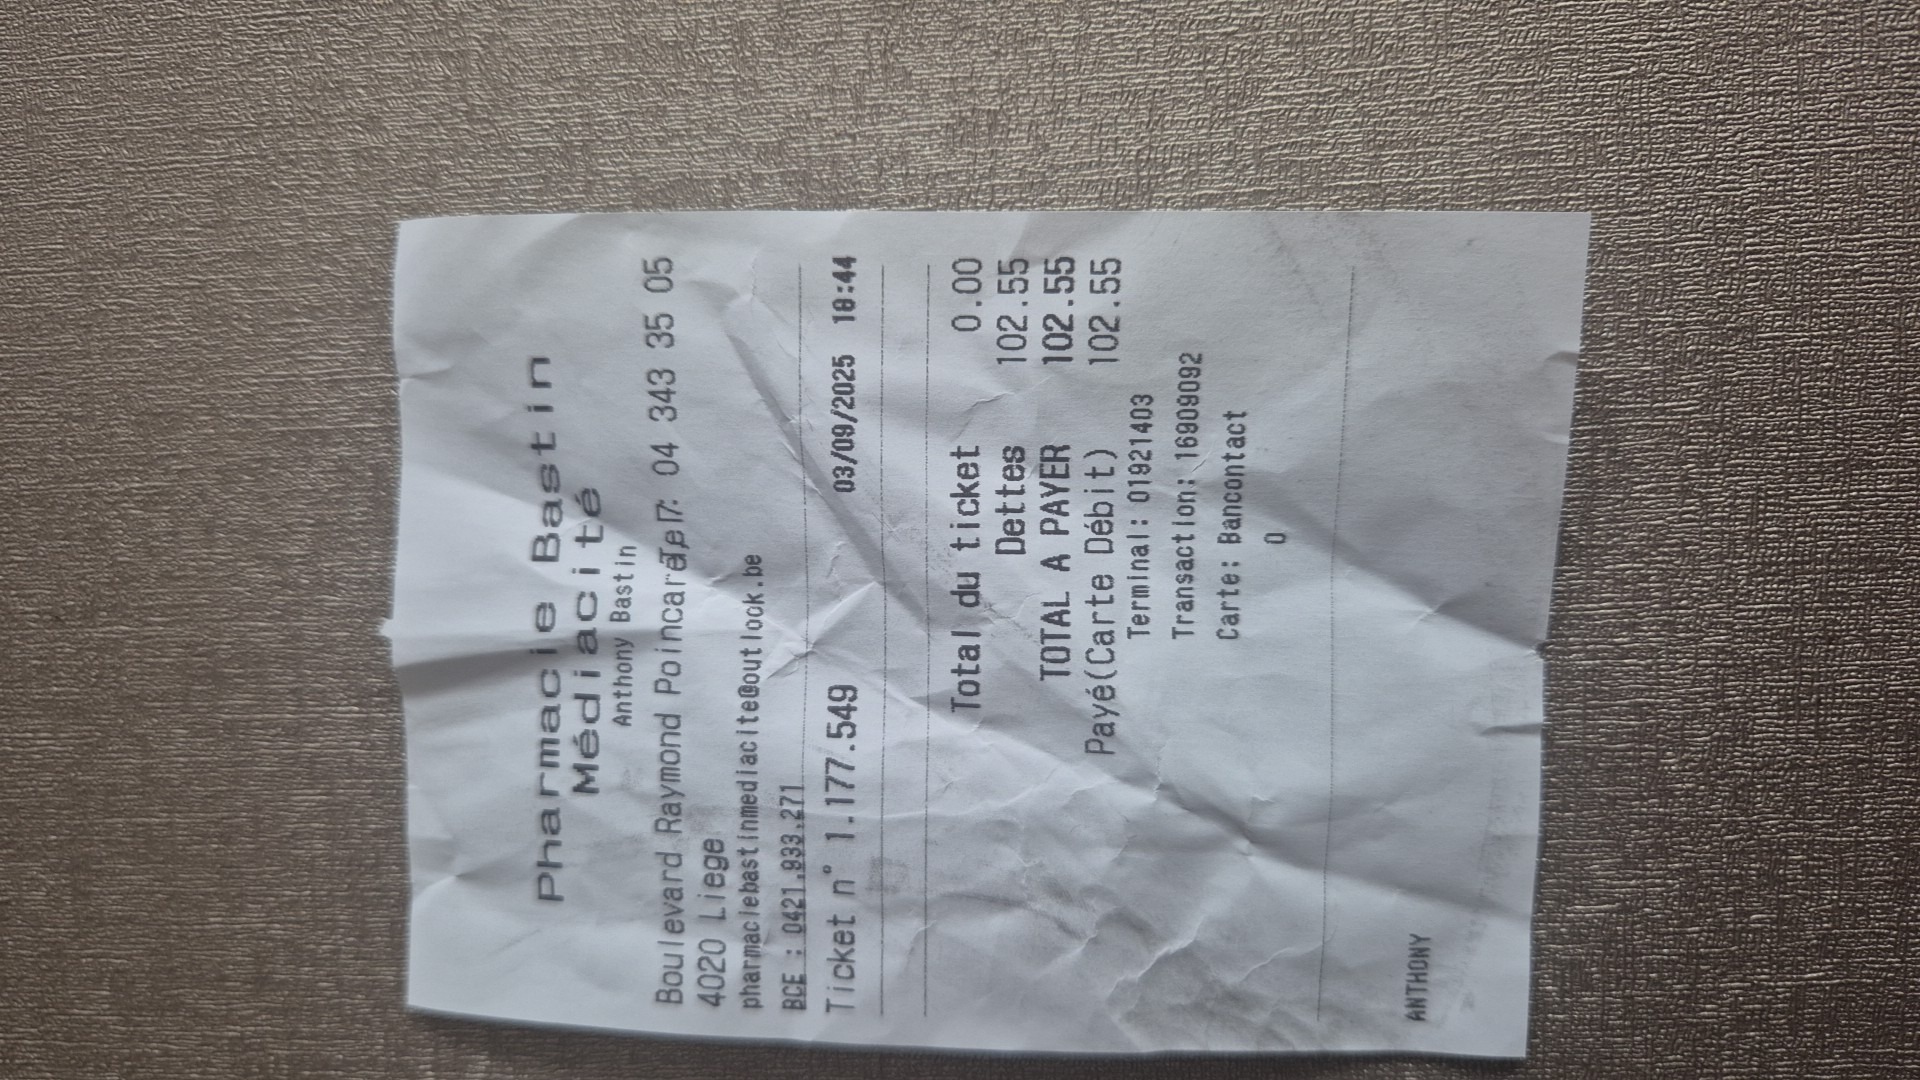 Pharmacie Bastin
Médiacité
Anthony Bastin
Boulevard Raymond Poincaré, 7 Tel: 04 343 35 05
4020 Liege
pharmaciebastinmediacite@outlook.be
BCE : 0421.933.271
Ticket n° 1.177.549 03/09/2025 18:44
Total du ticket 0.00
Dettes 102.55
TOTAL A PAYER 102.55
Payé(Carte Débit) 102.55
Terminal: 01921403
Transaction: 16909092
Carte: Bancontact
0
ANTHONY